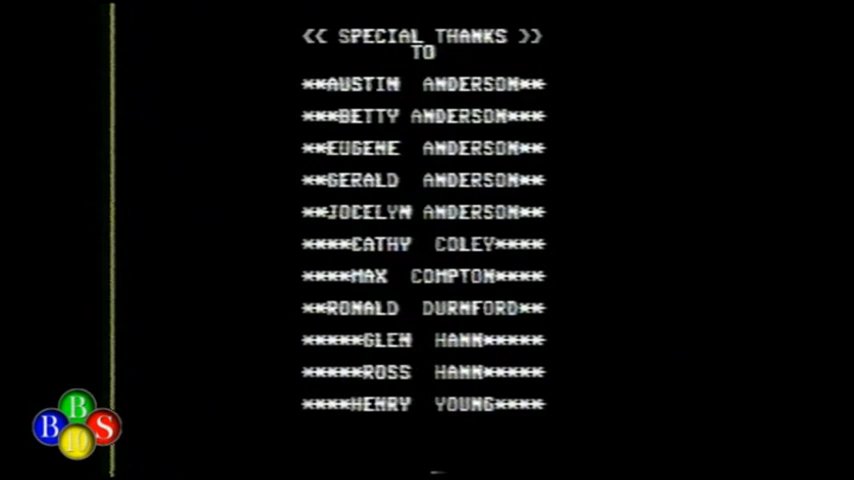 << SPECIAL THANKS >>
TO
**AUSTIN ANDERSON**
***BETTY ANDERSON***
**EUGENE ANDERSON**
**GERALD ANDERSON**
**JOCELYN ANDERSON**
****CATHY COLEY****
****MAX COMPTON****
**RONALD DURNFORD**
*****GLEN HANN*****
*****ROSS HANN*****
****HENRY YOUNG****
B
B S
10